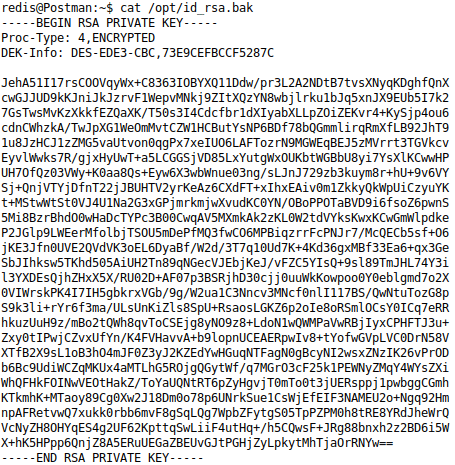 redis@Postman:~$ cat /opt/id_rsa.bak
-----BEGIN RSA PRIVATE KEY-----
Proc-Type: 4,ENCRYPTED
DEK-Info: DES-EDE3-CBC,73E9CEFBCCF5287C
JehA51I17rsCOOVqyWx+C8363IOBYXQ11Ddw/pr3L2A2NDtB7tvsXNyqKDghfQnX
cwGJJUD9kKJniJkJzrvF1WepvMNkj9ZItXQzYN8wbjlrku1bJq5xnJX9EUb5I7k2
7GsTwsMvKzXkkfEZQaXK/T50s3I4Cdcfbr1dXIyabXLLpZOiZEKvr4+KySjp4ou6
cdnCWhzkA/TwJpXG1WeOmMvtCZW1HCButYsNP6BDf78bQGmmlirqRmXfLB92JhT9
1u8JzHCJ1zZMG5vaUtvon0qgPx7xeIUO6LAFTozrN9MGWEqBEJ5zMVrrt3TGVkcv
EyvlWwks7R/gjxHyUwT+a5LCGGSjVD85LxYutgWxOUKbtWGBbU8yi7YsXlKCwwHP
UH7OfQz03VWy+K0aa8Qs+Eyw6X3wbWnue03ng/sLJnJ729zb3kuym8r+hU+9v6VY
Sj+QnjVTYjDfnT22jJBUHTV2yrKeAz6CXdFT+xIhxEAiv0m1ZkkyQkWpUiCzyuYK
t+MStwWtSt0VJ4U1Na2G3xGPjmrkmjwXvudKC0YN/OBoPPOTaBVD9i6fsoZ6pwnS
5Mi8BzrBhdO0wHaDcTYPc3B00CwqAV5MXmkAk2zKL0W2tdVYksKwxKCwGmWlpdke
P2JGlp9LWEerMfolbjTSOU5mDePfMQ3fwCO6MPBiqzrrFcPNJr7/McQECb5sf+O6
jKE3Jfn0UVE2QVdVK3oEL6DyaBf/W2d/3T7q10Ud7K+4Kd36gxMBf33Ea6+qx3Ge
SbJIhksw5TKhd505AiUH2Tn89qNGecVJEbjKeJ/vFZC5YIsQ+9sl89TmJHL74Y3i
l3YXDEsQjhZHxX5X/RU02D+AF07p3BSRjhD30cjj0uuWkKowpoo0Y0eblgmd7o2X
0VIWrskPK4I7IH5gbkrxVGb/9g/W2ua1C3Nncv3MNcf0nlI117BS/QwNtuTozG8p
S9k3li+rYr6f3ma/ULsUnKiZls8SpU+RsaosLGKZ6p2oIe8oRSmlOCsY0ICq7eRR
hkuzUuH9z/mBo2tQWh8qvToCSEjg8yNO9z8+LdoN1wQWMPaVwRBjIyxCPHFTJ3u+
Zxy0tIPwjCZvxUfYn/K4FVHavvA+b9lopnUCEAERpwIv8+tYofwGVpLVC0DrN58V
XTfB2X9sL1oB3hO4mJF0Z3yJ2KZEdYwHGuqNTFagN0gBcyNI2wsxZNzIK26vPrOD
b6Bc9UdiWCZqMKUx4aMTLhG5ROjgQGytWf/q7MGrO3cF25k1PEWNyZMqY4WYsZXi
WhQFHkFOINwVEOtHakZ/ToYaUQNtRT6pZyHgvjT0mTo0t3jUERsppj1pwbggCGmh
KTkmhK+MTaoy89Cg0Xw2J18Dm0o78p6UNrkSue1CsWjEfEIF3NAMEU2o+Ngq92Hm
npAFRetvwQ7xukk0rbb6mvF8gSqLQg7WpbZFytgS05TpPZPM0h8tRE8YRdJheWrQ
VcNyZH8OHYqES4g2UF62KpttqSwLiiF4utHq+/h5CQwsF+JRg88bnxh2z2BD6i5W
X+hK5HPpp6QnjZ8A5ERuUEGaZBEUvGJtPGHjZyLpkytMhTjaOrRNYw==
-----END RSA PRIVATE KEY-----